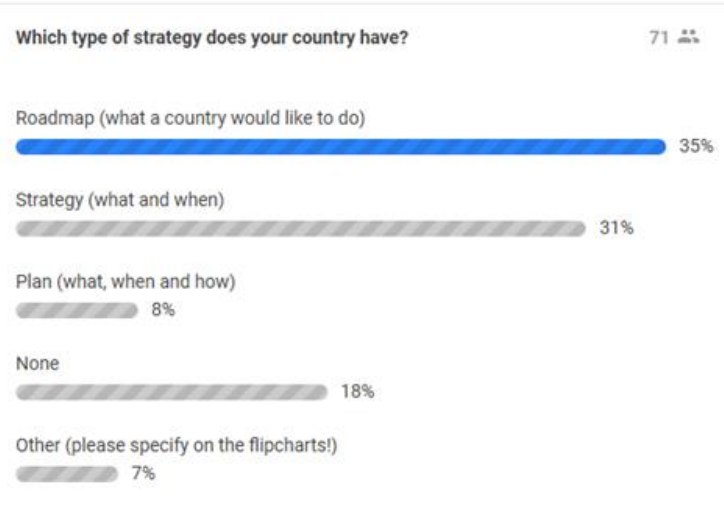 Which type of strategy does your country have? 71
Roadmap (what a country would like to do)
35%
Strategy (what and when)
31%
Plan (what, when and how)
8%
None
18%
Other (please specify on the flipcharts!)
7%